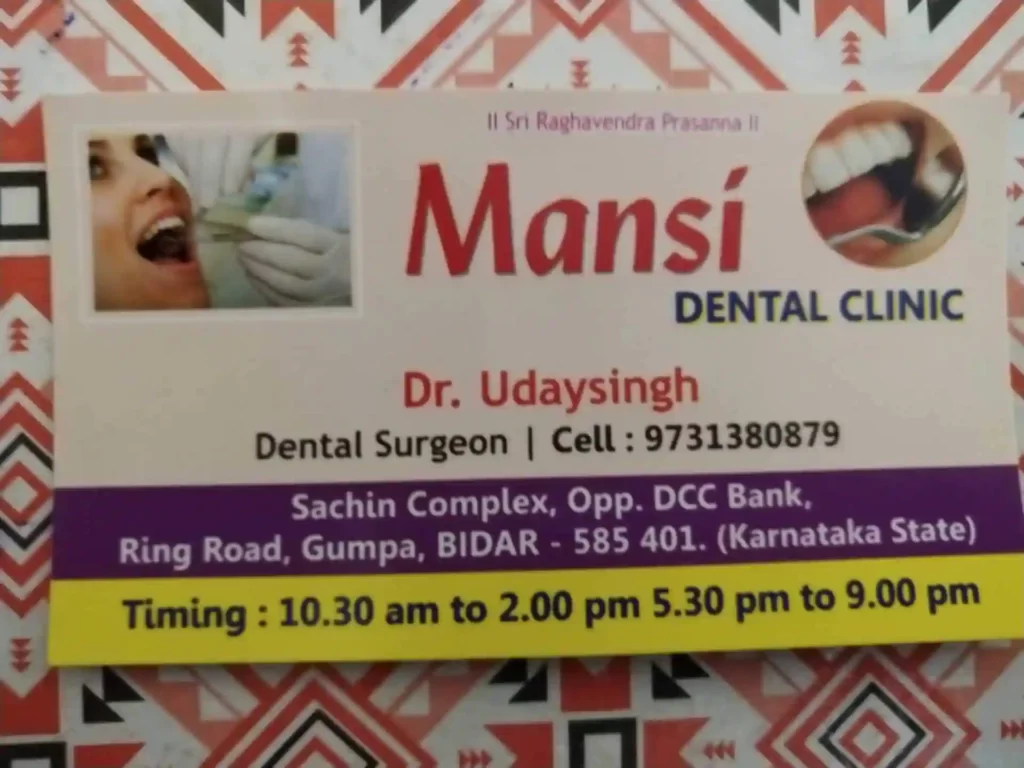 II Sri Raghavendra Prasanna II
Mansi
DENTAL CLINIC
Dr. Udaysingh
Dental Surgeon | Cell : 9731380879
Sachin Complex, Opp. DCC Bank,
Ring Road, Gumpa, BIDAR - 585 401. (Karnataka State)
Timing : 10.30 am to 2.00 pm 5.30 pm to 9.00 pm